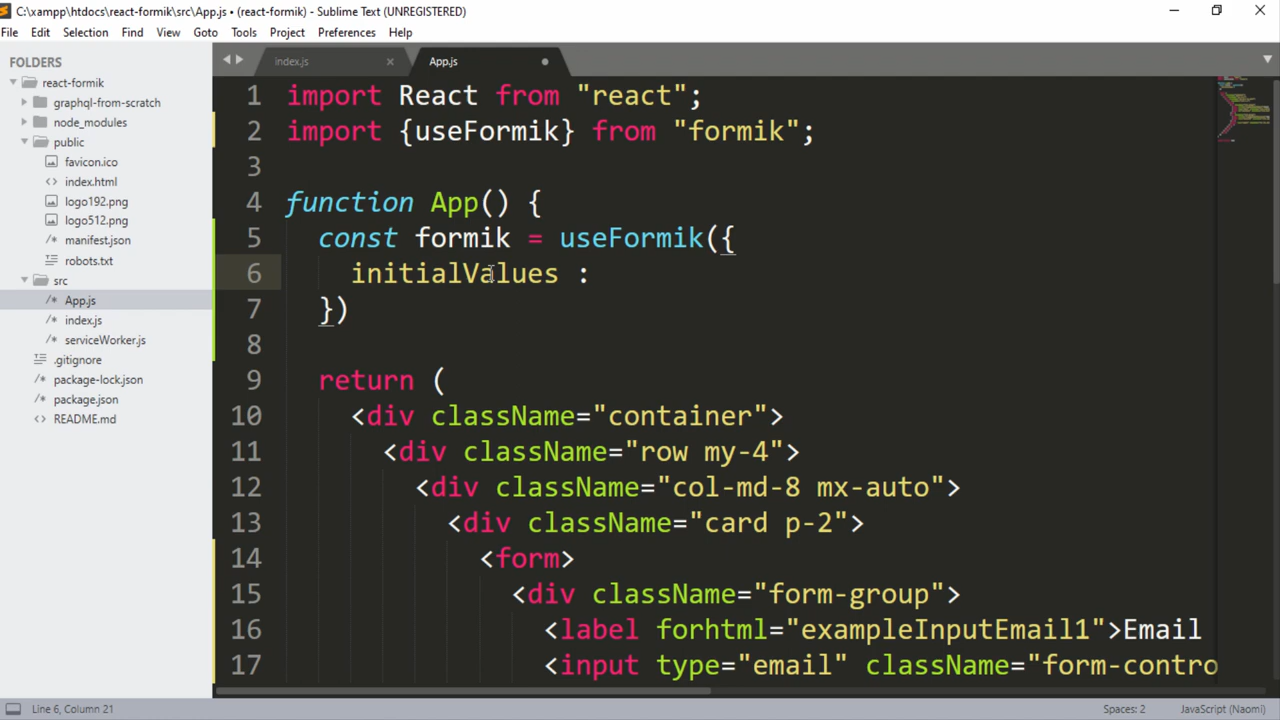 C:\xampp\htdocs\react-formik\src\App.js • (react-formik) - Sublime Text (UNREGISTERED)
File Edit Selection Find View Goto Tools Project Preferences Help
FOLDERS
react-formik
graphql-from-scratch
node_modules
public
favicon.ico
index.html
logo192.png
logo512.png
manifest.json
robots.txt
src
/* App.js
/* index.js
/* serviceWorker.js
.gitignore
/* package-lock.json
/* package.json
README.md
index.js × App.js
1 import React from "react";
2 import {useFormik} from "formik";
3
4 function App() {
5 const formik = useFormik({
6 initialValues :
7 })
8
9 return (
10 <div className="container">
11 <div className="row my-4">
12 <div className="col-md-8 mx-auto">
13 <div className="card p-2">
14 <form>
15 <div className="form-group">
16 <label forhtml="exampleInputEmail1">Email
17 <input type="email" className="form-contro
Line 6, Column 21 Spaces: 2 JavaScript (Naomi)